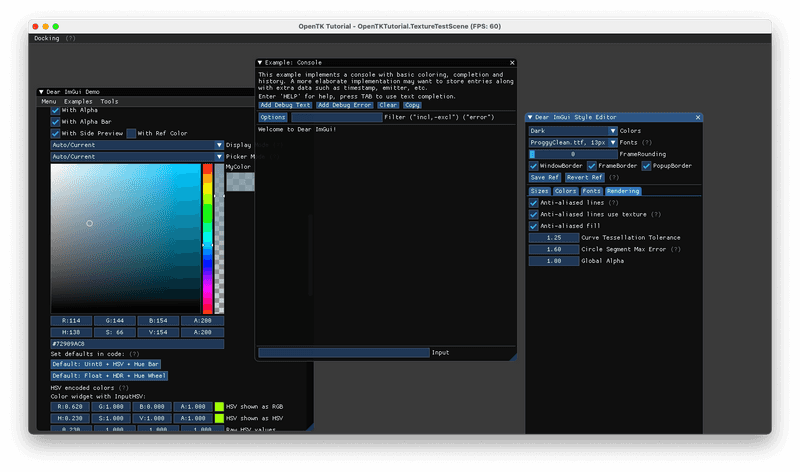 OpenTK Tutorial - OpenTKTutorial.TextureTestScene (FPS: 60)
Docking (?)
Dear ImGui Demo
Menu Examples Tools
With Alpha
With Alpha Bar
With Side Preview With Ref Color
Auto/Current Display
Auto/Current Picker M
MyColor
R:114 G:144 B:154 A:200
H:138 S: 66 V:154 A:200
#72909AC8
Set defaults in code: (?)
Default: Uint8 + HSV + Hue Bar
Default: Float + HDR + Hue Wheel
HSV encoded colors (?)
Color widget with InputHSV:
R:0.620 G:1.000 B:0.000 A:1.000 HSV shown as RGB
H:0.230 S:1.000 V:1.000 A:1.000 HSV shown as HSV
0.230 1.000 1.000 1.000 Raw HSV values
Example: Console
This example implements a console with basic coloring, completion and
history. A more elaborate implementation may want to store entries along
with extra data such as timestamp, emitter, etc.
Enter 'HELP' for help, press TAB to use text completion.
Add Debug Text Add Debug Error Clear Copy
Options Filter ("incl,-excl") ("error")
Welcome to Dear ImGui!
Input
Dear ImGui Style Editor
Dark Colors
ProggyClean.ttf, 13px Fonts (?)
0 FrameRounding
WindowBorder FrameBorder PopupBorder
Save Ref Revert Ref (?)
Sizes Colors Fonts Rendering
Anti-aliased lines (?)
Anti-aliased lines use texture (?)
Anti-aliased fill
1.25 Curve Tessellation Tolerance
1.60 Circle Segment Max Error (?)
1.00 Global Alpha